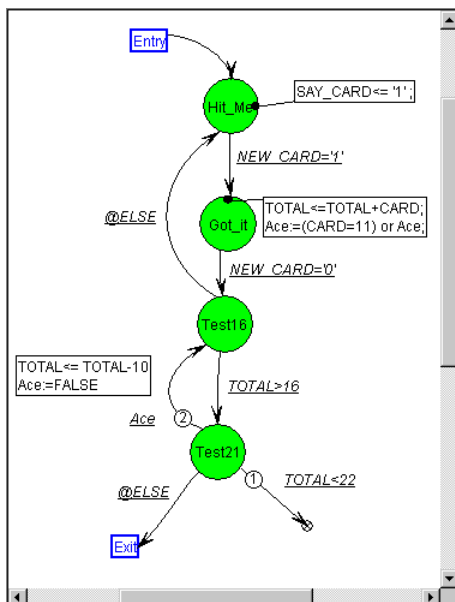 Entry
Hit_Me
SAY_CARD<= '1' ;
NEW_CARD='1'
@ELSE
TOTAL<=TOTAL+CARD;
Ace:=(CARD=11) or Ace;
Got_it
NEW_CARD='0'
Test16
TOTAL<= TOTAL-10
Ace:=FALSE
TOTAL>16
Ace
2
Test21
1
TOTAL<22
@ELSE
Exit